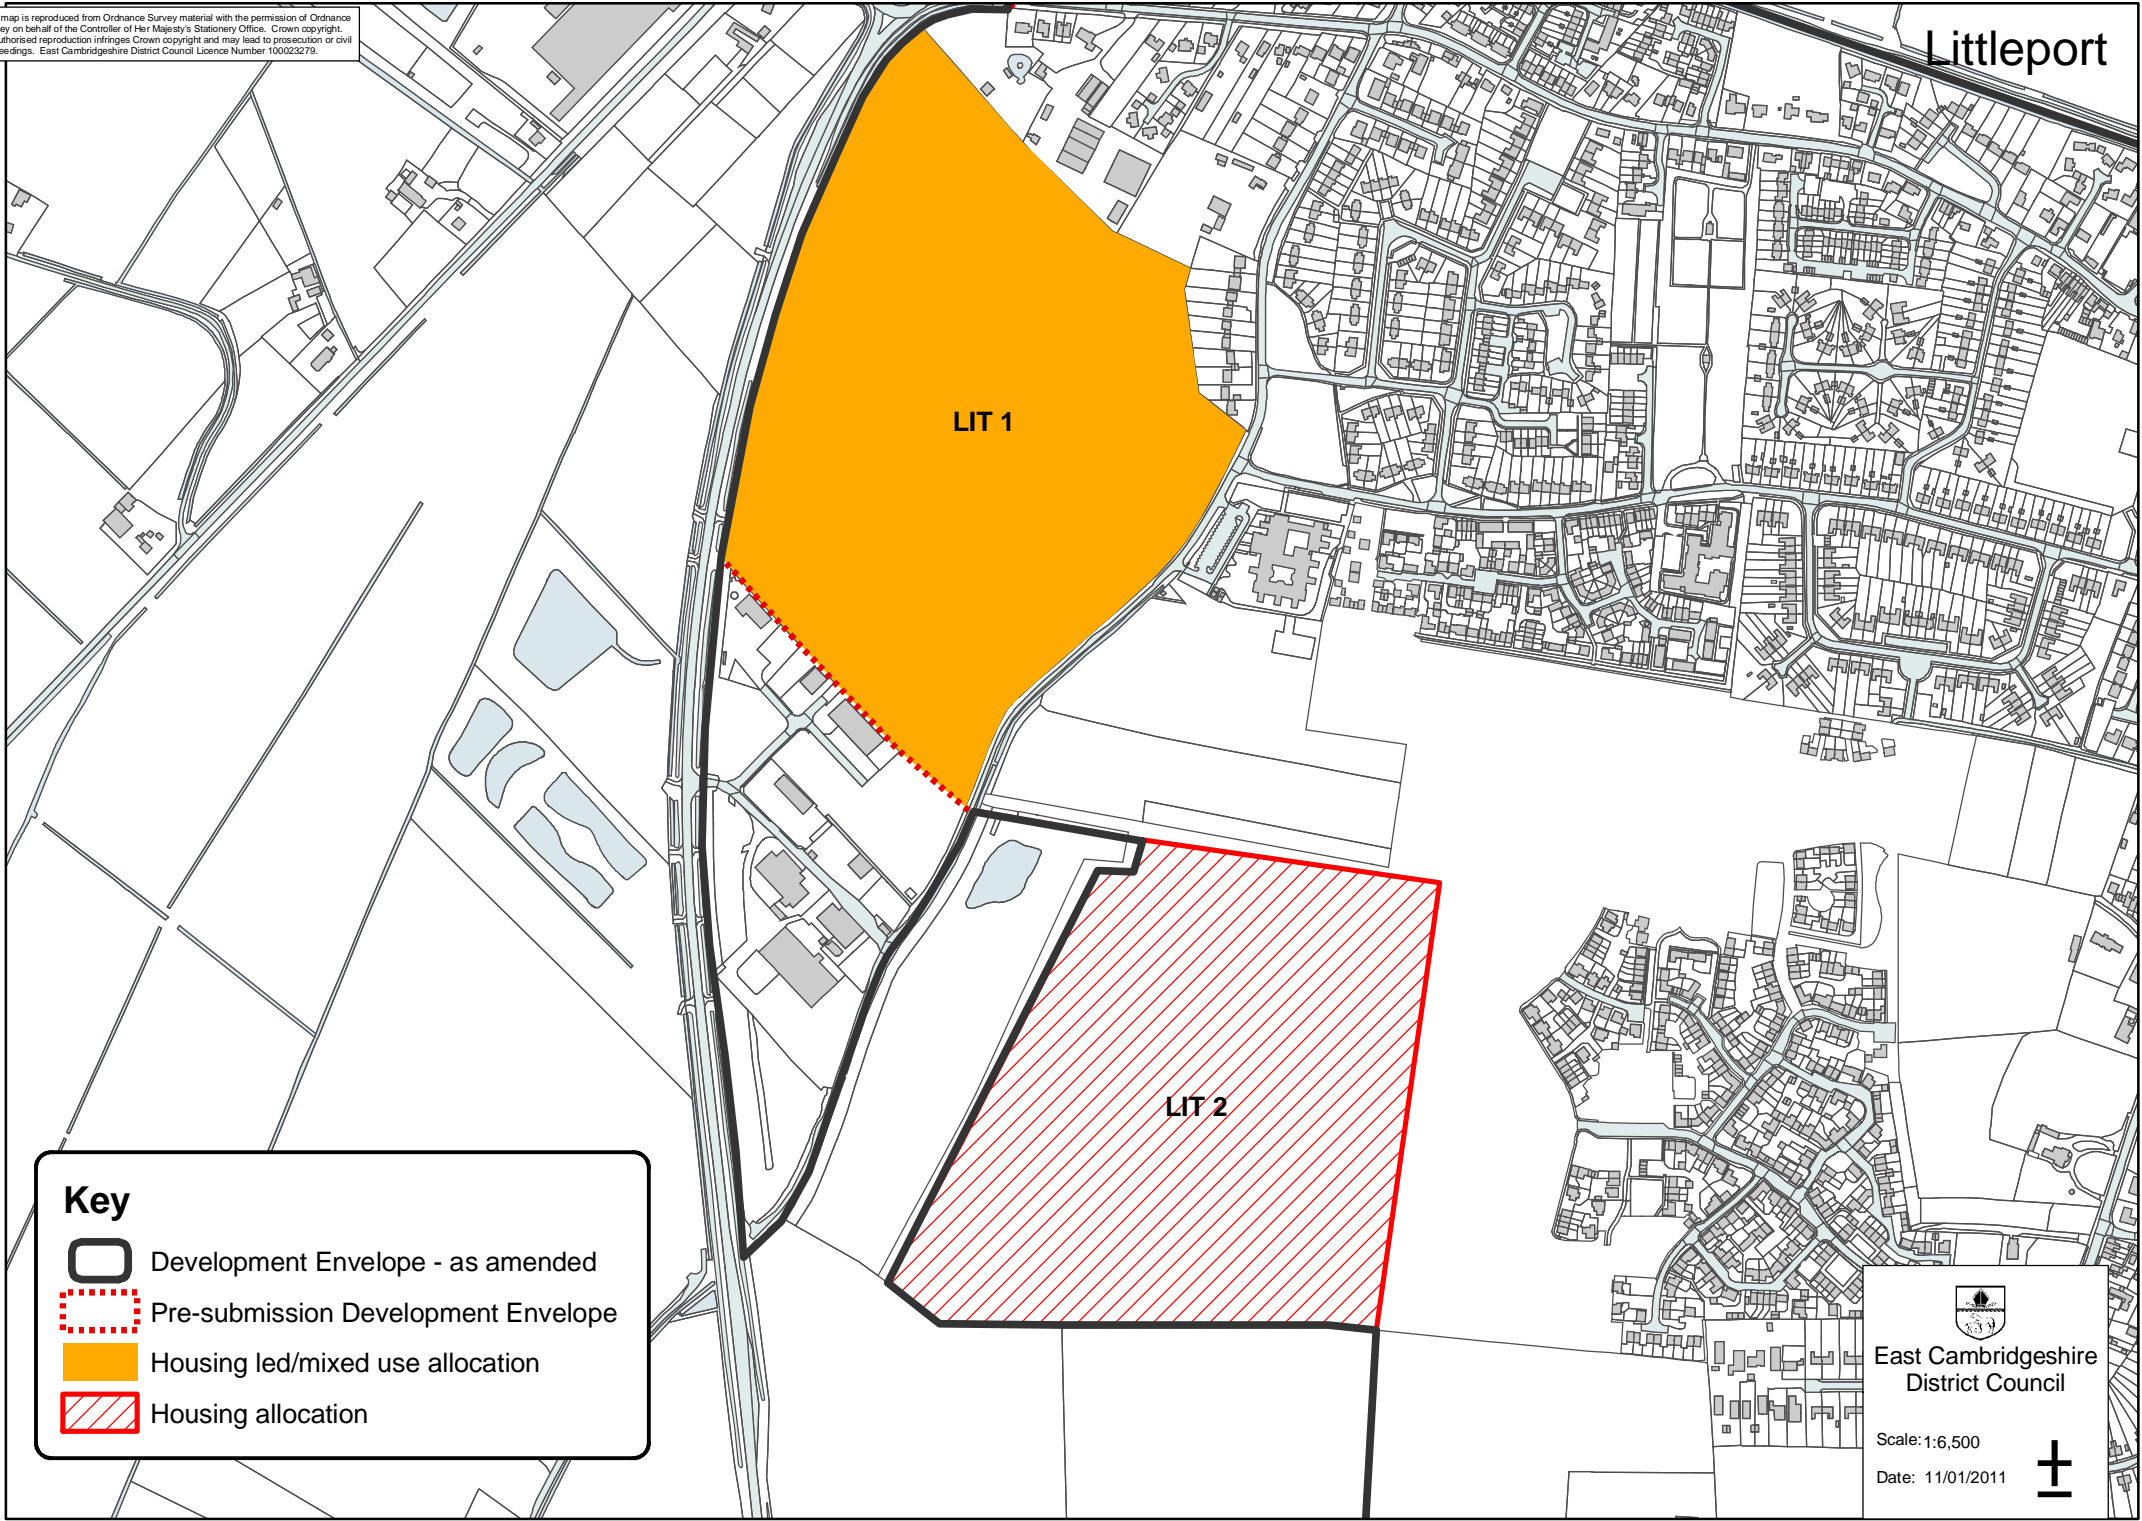 map is reproduced from Ordnance Survey material with the permission of Ordnance
ey on behalf of the Controller of Her Majesty's Stationery Office. Crown copyright.
uthorised reproduction infringes Crown copyright and may lead to prosecution or civil
eedings. East Cambridgeshire District Council Licence Number 100023279.
Littleport
LIT 1
LIT 2
Key
Development Envelope - as amended
Pre-submission Development Envelope
Housing led/mixed use allocation
Housing allocation
East Cambridgeshire
District Council
Scale: 1:6,500
Date: 11/01/2011